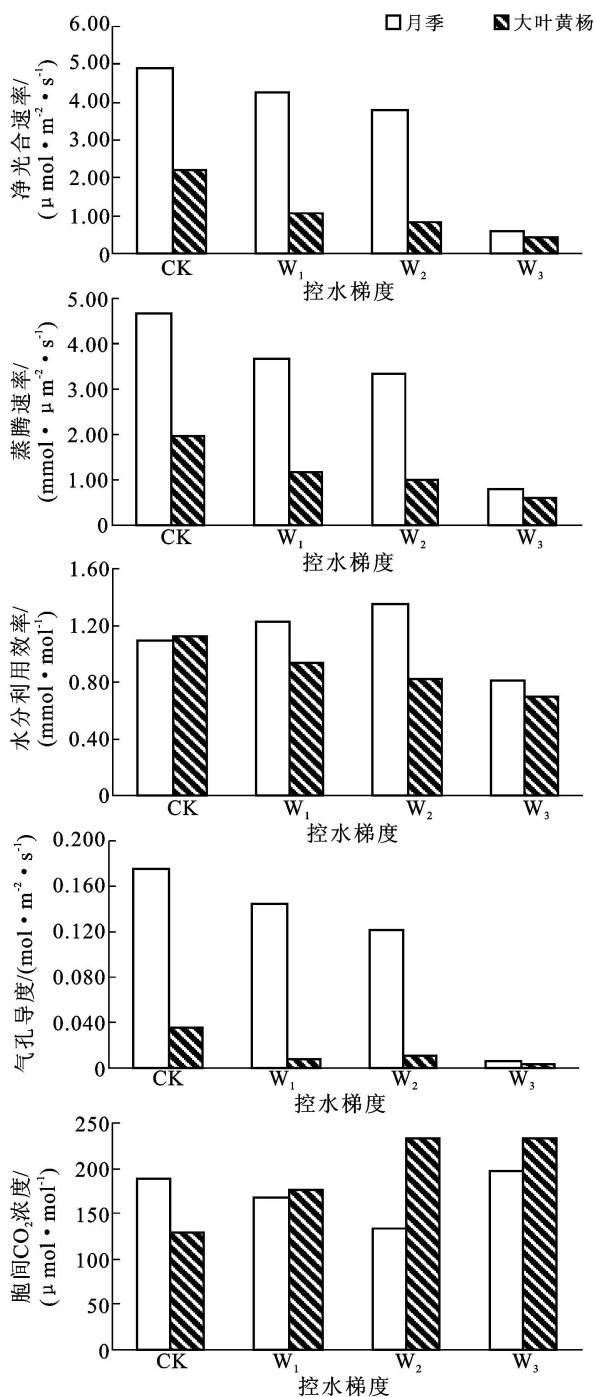 6.00
月季 大叶黄杨
5.00
4.00
3.00
2.00
1.00
0
净光合速率/
(μmol·m⁻²·s⁻¹)
CK W₁ W₂ W₃
控水梯度
5.00
4.00
3.00
2.00
1.00
0
蒸腾速率/
(mmol·μm⁻²·s⁻¹)
CK W₁ W₂ W₃
控水梯度
1.60
1.20
0.80
0.40
0
水分利用效率/
(mmol·mol⁻¹)
CK W₁ W₂ W₃
控水梯度
0.200
0.160
0.120
0.080
0.040
0
气孔导度/(mol·m⁻²·s⁻¹)
CK W₁ W₂ W₃
控水梯度
250
200
150
100
50
0
胞间CO₂浓度/
(μmol·mol⁻¹)
CK W₁ W₂ W₃
控水梯度